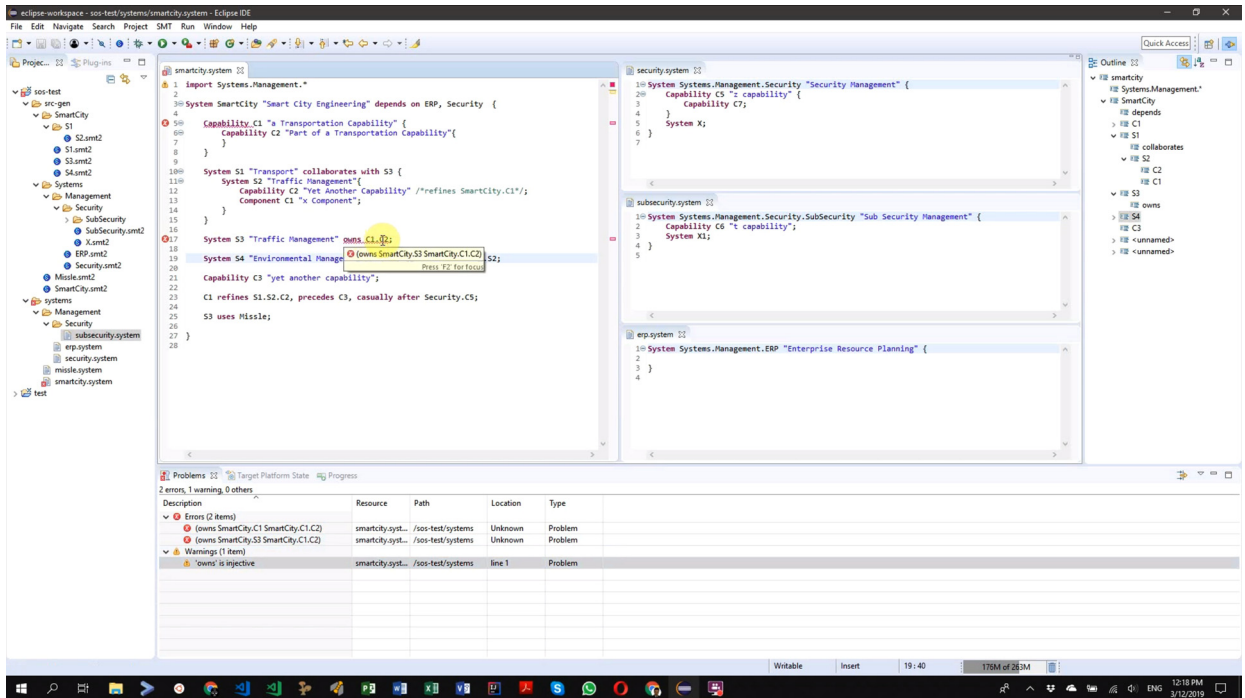 eclipse-workspace - sos-test/systems/smartcity.system - Eclipse IDE
File Edit Navigate Search Project SMT Run Window Help
Quick Access
Projec... Plug-ins
sos-test
src-gen
SmartCity
S1
S2.smt2
S1.smt2
S3.smt2
S4.smt2
Systems
Management
Security
SubSecurity
SubSecurity.smt2
X.smt2
ERP.smt2
Security.smt2
Missle.smt2
SmartCity.smt2
systems
Management
Security
subsecurity.system
erp.system
security.system
missle.system
smartcity.system
test
smartcity.system
1 import Systems.Management.*
2
3 System SmartCity "Smart City Engineering" depends on ERP, Security {
4
5 Capability C1 "a Transportation Capability" {
6 Capability C2 "Part of a Transportation Capability"{
7 }
8 }
9
10 System S1 "Transport" collaborates with S3 {
11 System S2 "Traffic Management"{
12 Capability C2 "Yet Another Capability" /*refines SmartCity.C1*/;
13 Component C1 "x Component";
14 }
15 }
16
17 System S3 "Traffic Management" owns C1.C2;
18
19 System S4 "Environmental Manage S2;
20
21 Capability C3 "yet another capability";
22
23 C1 refines S1.S2.C2, precedes C3, casually after Security.C5;
24
25 S3 uses Missle;
26
27 }
28
(owns SmartCity.S3 SmartCity.C1.C2)
Press 'F2' for focus
security.system
1 System Systems.Management.Security "Security Management" {
2 Capability C5 "z capability" {
3 Capability C7;
4 }
5 System X;
6 }
7
subsecurity.system
1 System Systems.Management.Security.SubSecurity "Sub Security Management" {
2 Capability C6 "t capability";
3 System X1;
4 }
5
erp.system
1 System Systems.Management.ERP "Enterprise Resource Planning" {
2
3 }
4
Outline
smartcity
Systems.Management.*
SmartCity
depends
C1
S1
collaborates
S2
C2
C1
S3
owns
S4
C3
<unnamed>
<unnamed>
Problems Target Platform State Progress
2 errors, 1 warning, 0 others
Description Resource Path Location Type
Errors (2 items)
(owns SmartCity.C1 SmartCity.C1.C2) smartcity.syst... /sos-test/systems Unknown Problem
(owns SmartCity.S3 SmartCity.C1.C2) smartcity.syst... /sos-test/systems Unknown Problem
Warnings (1 item)
'owns' is injective smartcity.syst... /sos-test/systems line 1 Problem
Writable Insert 19 : 40 176M of 263M
ENG 12:18 PM
3/12/2019